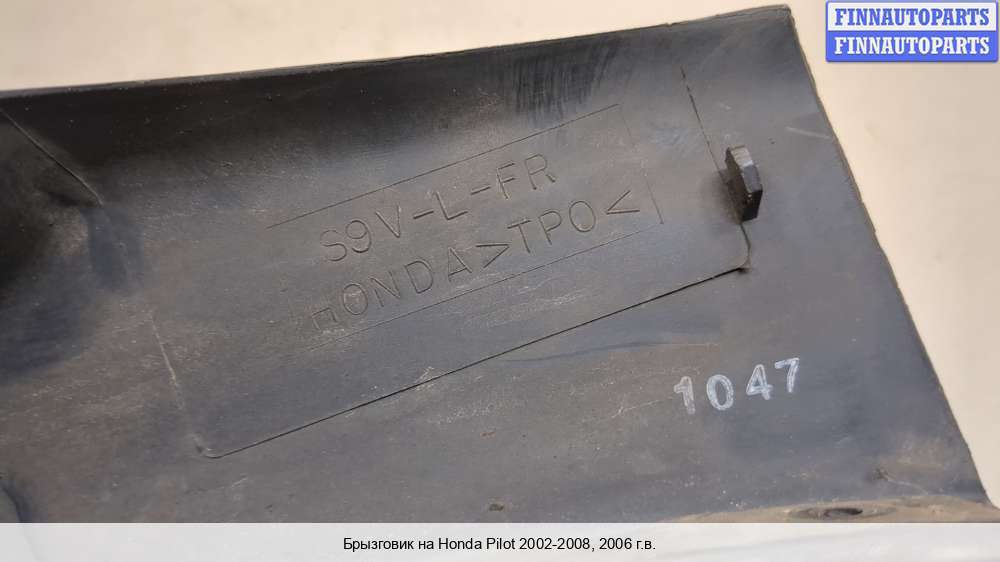 FINNAUTOPARTS
FINNAUTOPARTS
S9V-L-FR
HONDA >TPO<
1047
Брызговик на Honda Pilot 2002-2008, 2006 г.в.